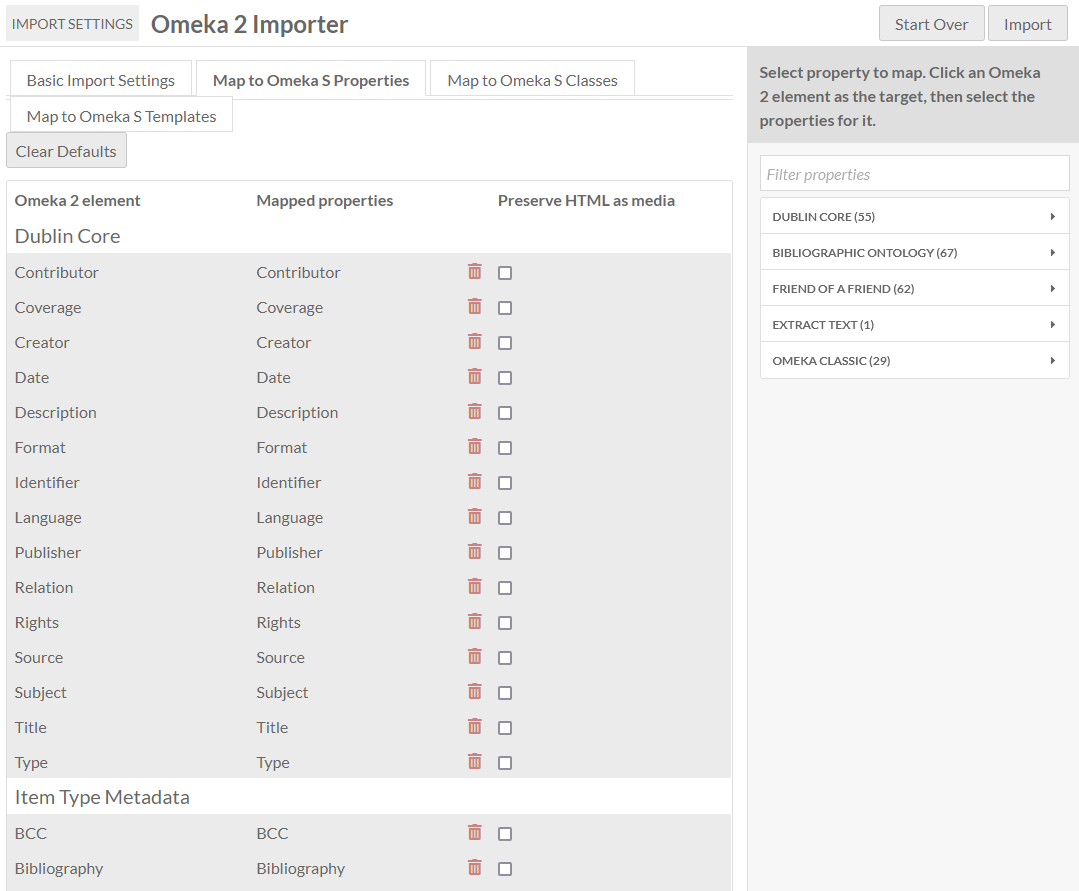 IMPORT SETTINGS Omeka 2 Importer
Start Over Import
Basic Import Settings Map to Omeka S Properties Map to Omeka S Classes
Map to Omeka S Templates
Clear Defaults
Omeka 2 element Mapped properties Preserve HTML as media
Dublin Core
Contributor Contributor
Coverage Coverage
Creator Creator
Date Date
Description Description
Format Format
Identifier Identifier
Language Language
Publisher Publisher
Relation Relation
Rights Rights
Source Source
Subject Subject
Title Title
Type Type
Item Type Metadata
BCC BCC
Bibliography Bibliography
Select property to map. Click an Omeka
2 element as the target, then select the
properties for it.
Filter properties
DUBLIN CORE (55)
BIBLIOGRAPHIC ONTOLOGY (67)
FRIEND OF A FRIEND (62)
EXTRACT TEXT (1)
OMEKA CLASSIC (29)